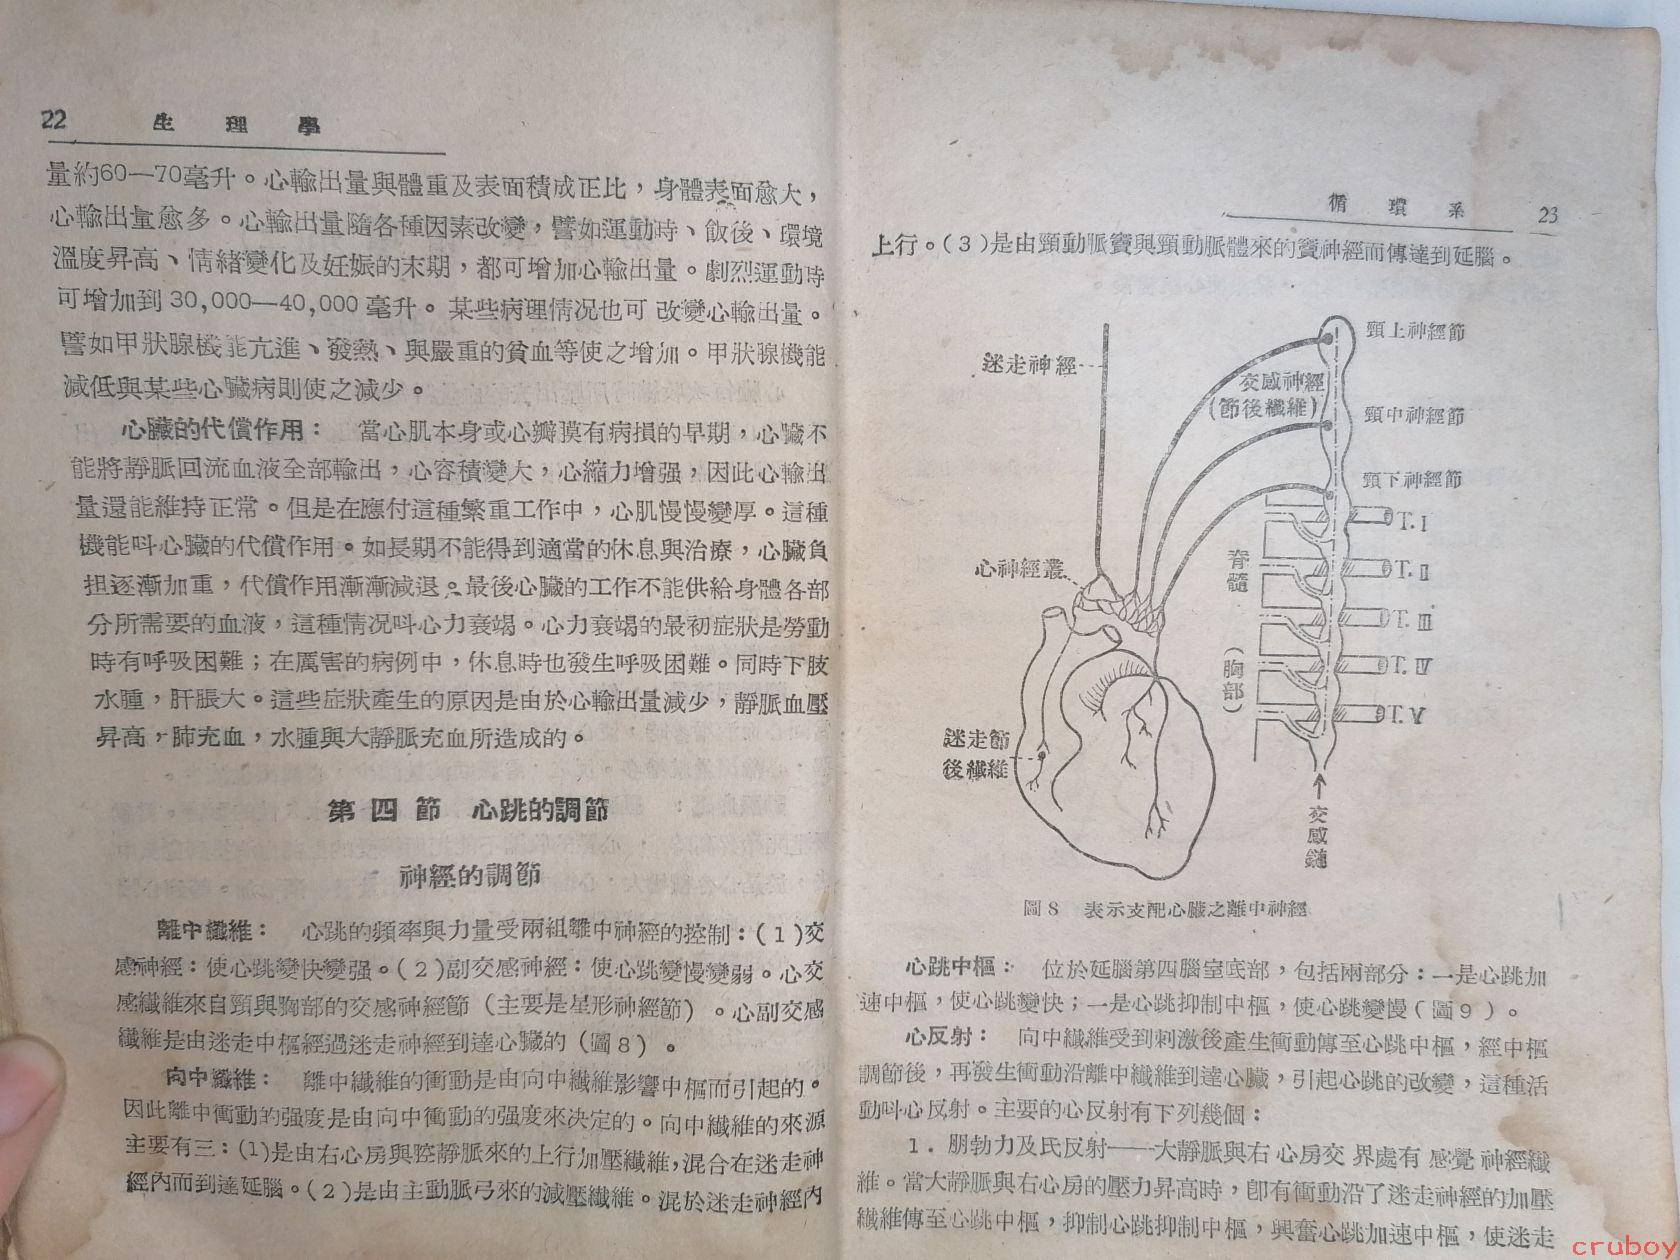 22 生理學
量約60—70毫升。心輸出量與體重及表面積成正比，身體表面愈大，
心輸出量愈多。心輸出量隨各種因素改變，譬如運動時、飯後、環境
溫度昇高、情緒變化及妊娠的末期，都可增加心輸出量。劇烈運動時
可增加到 30,000—40,000 毫升。某些病理情况也可改變心輸出量。
譬如甲狀腺機能亢進、發熱、與嚴重的貧血等使之增加。甲狀腺機能
減低與某些心臟病則使之減少。
心臟的代償作用： 當心肌本身或心瓣膜有病損的早期，心臟不
能將靜脈回流血液全部輸出，心容積變大，心縮力增强，因此心輸出
量還能維持正常。但是在應付這種繁重工作中，心肌慢慢變厚。這種
機能叫心臟的代償作用。如長期不能得到適當的休息與治療，心臟負
担逐漸加重，代償作用漸漸減退。最後心臟的工作不能供給身體各部
分所需要的血液，這種情况叫心力衰竭。心力衰竭的最初症狀是勞動
時有呼吸困難；在厲害的病例中，休息時也發生呼吸困難。同時下肢
水腫，肝脹大。這些症狀產生的原因是由於心輸出量減少，靜脈血壓
昇高，肺充血，水腫與大靜脈充血所造成的。
第四節 心跳的調節
神經的調節
離中纖維： 心跳的頻率與力量受兩組離中神經的控制：(1)交
感神經：使心跳變快變强。(2)副交感神經：使心跳變慢變弱。心交
感纖維來自頸與胸部的交感神經節（主要是星形神經節）。心副交感
纖維是由迷走中樞經過迷走神經到達心臟的（圖8）。
向中纖維： 離中纖維的衝動是由向中纖維影響中樞而引起的。
因此離中衝動的强度是由向中衝動的强度來决定的。向中纖維的來源
主要有三：(1)是由右心房與腔靜脈來的上行加壓纖維，混合在迷走神
經內而到達延腦。(2)是由主動脈弓來的減壓纖維。混於迷走神經內
循環系 23
上行。(3)是由頸動脈竇與頸動脈體來的竇神經而傳達到延腦。
迷走神經
交感神經
(節後纖維)
頸上神經節
頸中神經節
頸下神經節
心神經叢
脊髓
(胸部)
T.I
T.II
T.III
T.IV
T.V
迷走節
後纖維
交感鏈
圖8 表示支配心臟之離中神經
心跳中樞： 位於延腦第四腦室底部，包括兩部分：一是心跳加
速中樞，使心跳變快；一是心跳抑制中樞，使心跳變慢（圖9）。
心反射： 向中纖維受到刺激後產生衝動傳至心跳中樞，經中樞
調節後，再發生衝動沿離中纖維到達心臟，引起心跳的改變，這種活
動叫心反射。主要的心反射有下列幾個：
1．朋勃力及氏反射——大靜脈與右心房交界處有感覺神經纖
維。當大靜脈與右心房的壓力昇高時，卽有衝動沿了迷走神經的加壓
纖維傳至心跳中樞，抑制心跳抑制中樞，興奮心跳加速中樞，使迷走
cruboy